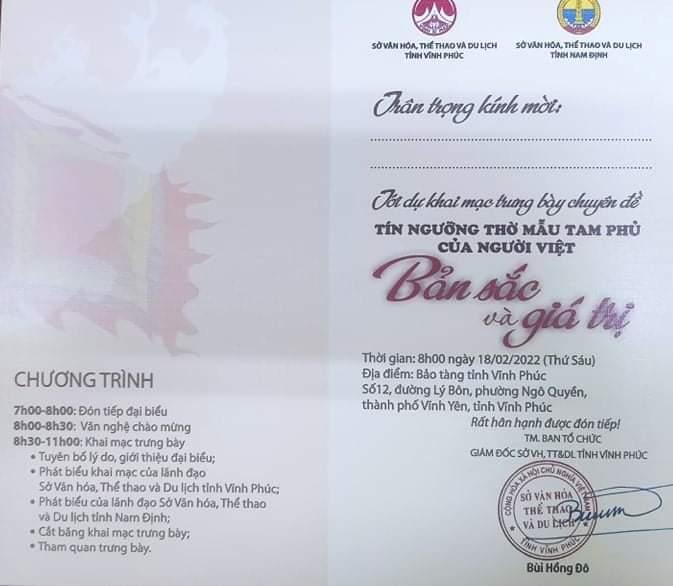 CHƯƠNG TRÌNH
7h00-8h00: Đón tiếp đại biểu
8h00-8h30: Văn nghệ chào mừng
8h30-11h00: Khai mạc trưng bày
• Tuyên bố lý do, giới thiệu đại biểu;
• Phát biểu khai mạc của lãnh đạo
Sở Văn hóa, Thể thao và Du lịch tỉnh Vĩnh Phúc;
• Phát biểu của lãnh đạo Sở Văn hóa, Thể thao
và Du lịch tỉnh Nam Định;
• Cắt băng khai mạc trưng bày;
• Tham quan trưng bày.
SỞ VĂN HÓA, THỂ THAO VÀ DU LỊCH
TỈNH VĨNH PHÚC
SỞ VĂN HÓA, THỂ THAO VÀ DU LỊCH
TỈNH NAM ĐỊNH
Trân trọng kính mời:
Tới dự khai mạc trưng bày chuyên đề
TÍN NGƯỠNG THỜ MẪU TAM PHỦ
CỦA NGƯỜI VIỆT
Bản sắc
và giá trị
Thời gian: 8h00 ngày 18/02/2022 (Thứ Sáu)
Địa điểm: Bảo tàng tỉnh Vĩnh Phúc
Số12, đường Lý Bôn, phường Ngô Quyền,
thành phố Vĩnh Yên, tỉnh Vĩnh Phúc
Rất hân hạnh được đón tiếp!
TM. BAN TỔ CHỨC
GIÁM ĐỐC SỞ VH, TT&DL TỈNH VĨNH PHÚC
CỘNG HÒA XÃ HỘI CHỦ NGHĨA VIỆT NAM
SỞ VĂN HÓA
THỂ THAO
VÀ DU LỊCH
TỈNH VĨNH PHÚC
Bùi Hồng Đô